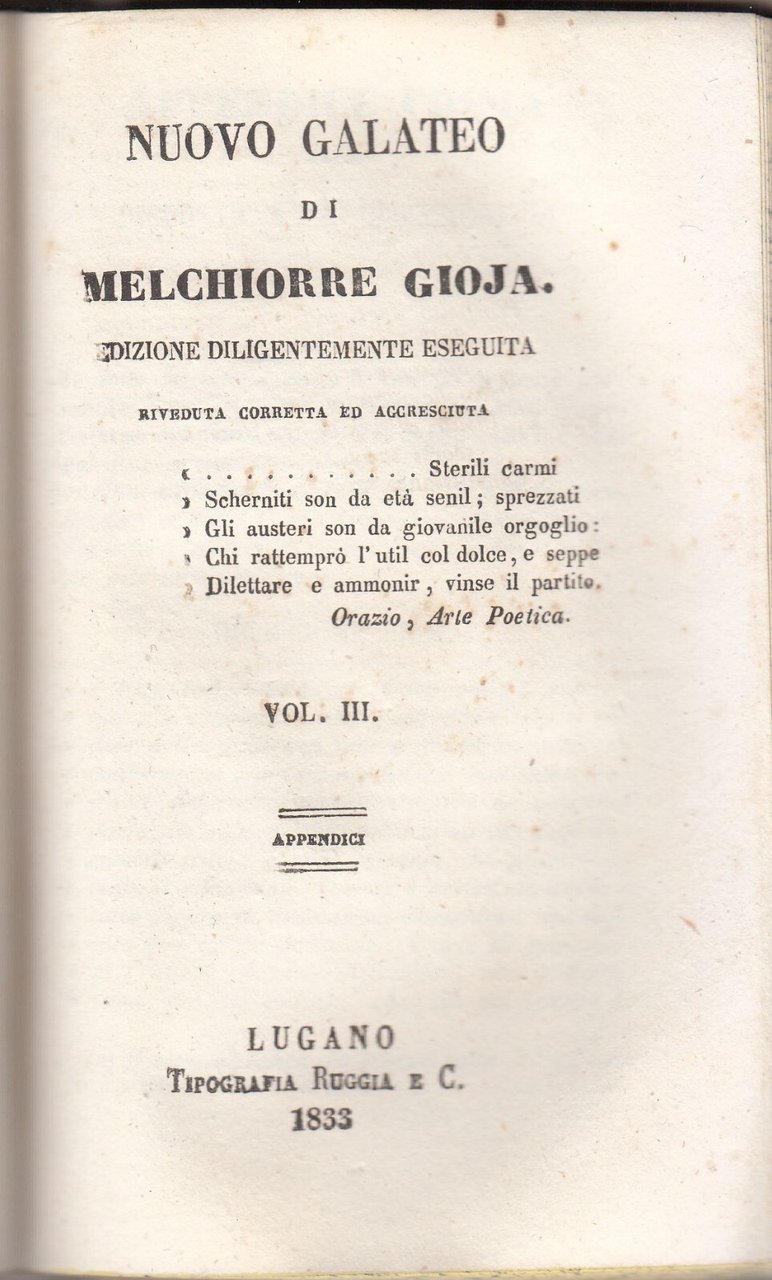 NUOVO GALATEO
DI
MELCHIORRE GIOJA.
EDIZIONE DILIGENTEMENTE ESEGUITA
RIVEDUTA CORRETTA ED ACCRESCIUTA
« . . . . . . . . . . . Sterili carmi
» Scherniti son da età senil; sprezzati
» Gli austeri son da giovanile orgoglio:
» Chi rattemprò l'util col dolce, e seppe
» Dilettare e ammonir, vinse il partito.
Orazio, Arte Poetica.
VOL. III.
APPENDICI
LUGANO
TIPOGRAFIA RUGGIA E C.
1833